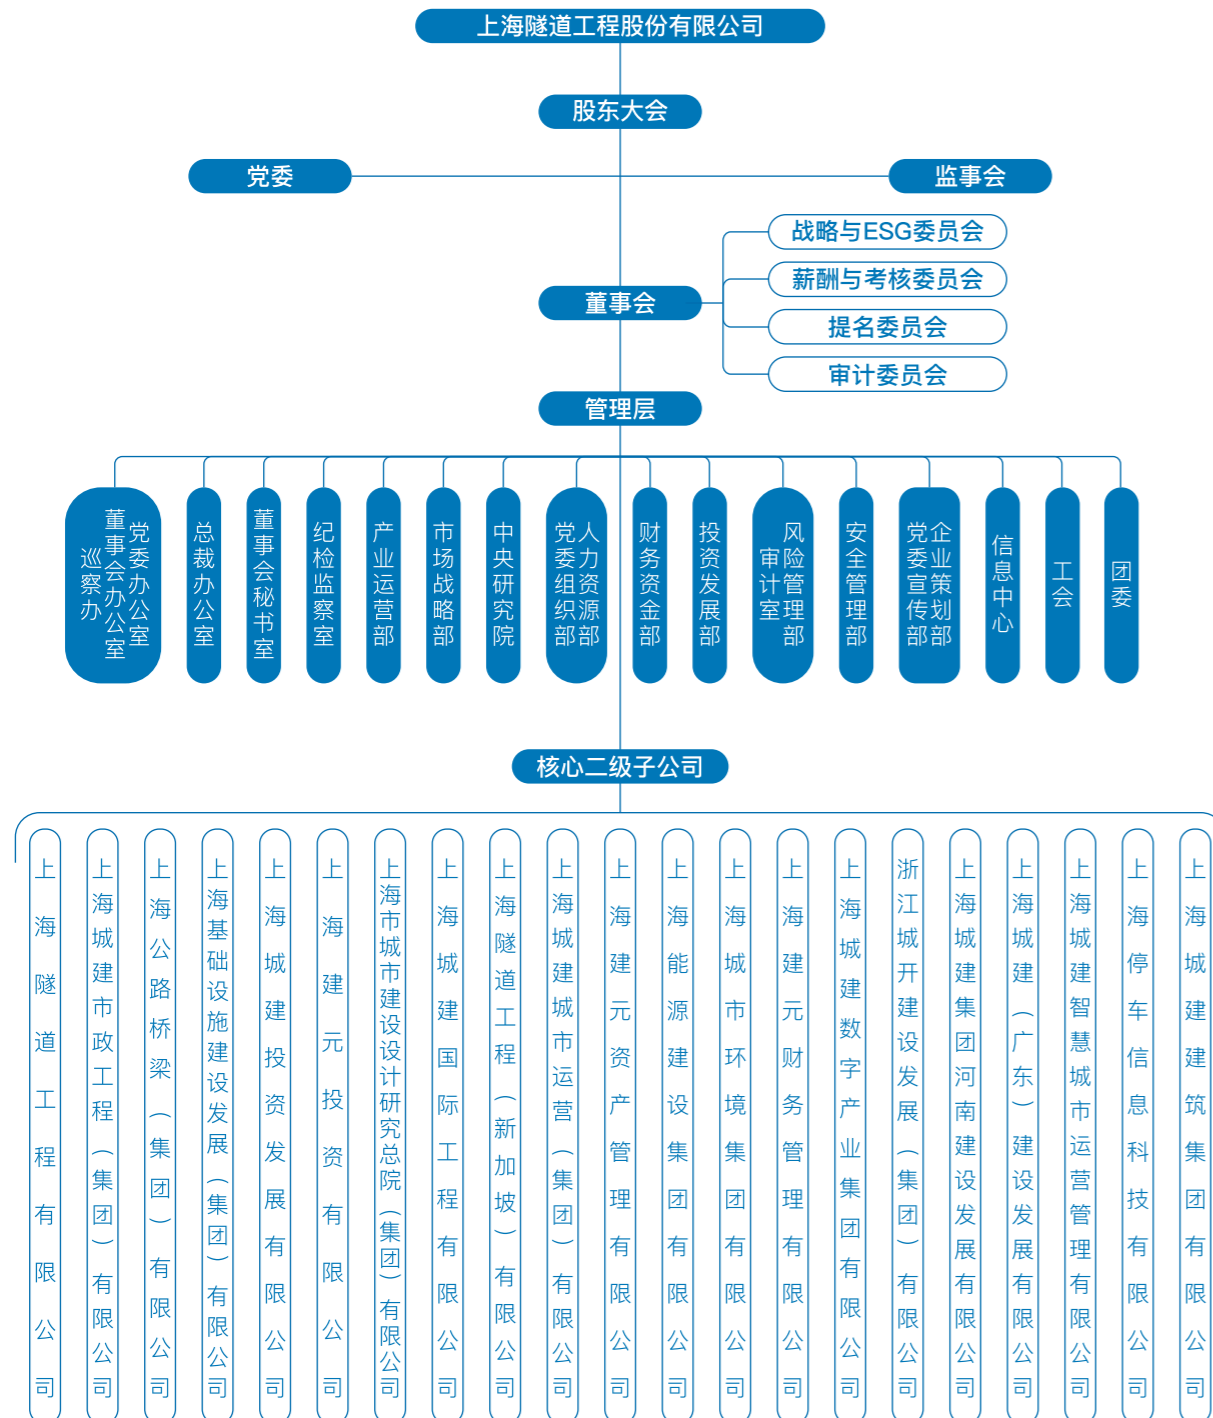 上海隧道工程股份有限公司
股东大会
党委
监事会
战略与ESG委员会
薪酬与考核委员会
董事会
提名委员会
审计委员会
管理层
党委办公室
董事会办公室
巡察办
总裁办公室
董事会秘书室
纪检监察室
产业运营部
市场战略部
中央研究院
人力资源部
党委组织部
财务资金部
投资发展部
风险管理部
审计室
安全管理部
企业策划部
党委宣传部
信息中心
工会
团委
核心二级子公司
上海隧道工程有限公司
上海城建市政工程（集团）有限公司
上海公路桥梁（集团）有限公司
上海基础设施建设发展（集团）有限公司
上海城建投资发展有限公司
上海建元投资有限公司
上海市城市建设设计研究总院（集团）有限公司
上海城建国际工程有限公司
上海隧道工程（新加坡）有限公司
上海城建城市运营（集团）有限公司
上海建元资产管理有限公司
上海能源建设集团有限公司
上海城市环境集团有限公司
上海建元财务管理有限公司
上海城建数字产业集团有限公司
浙江城开建设发展（集团）有限公司
上海城建集团河南建设发展有限公司
上海城建（广东）建设发展有限公司
上海城建智慧城市运营管理有限公司
上海停车信息科技有限公司
上海城建建筑集团有限公司